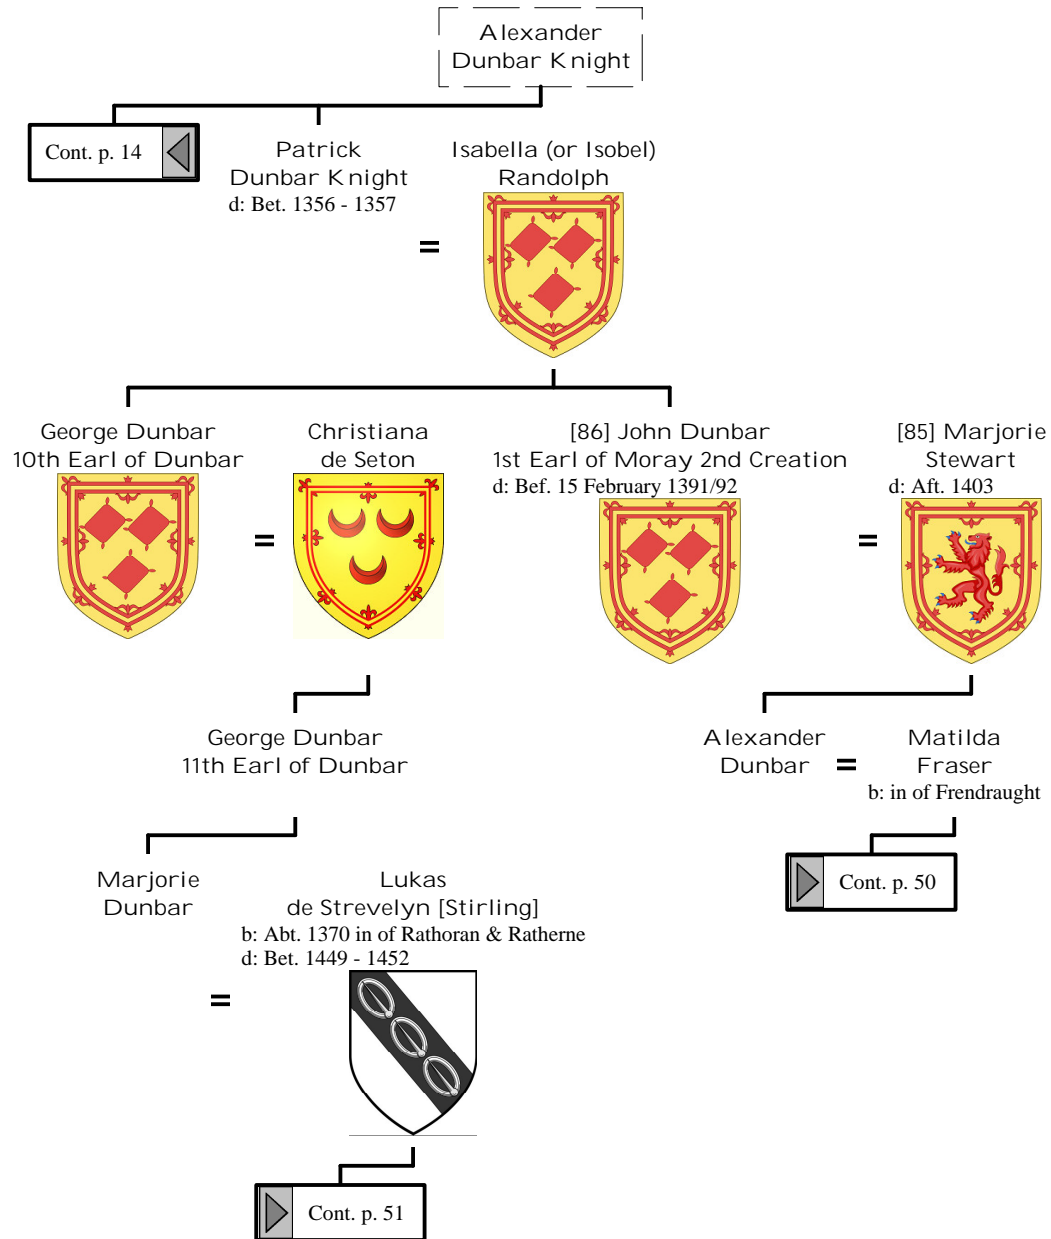 Alexander
Dunbar Knight
Cont. p. 14
Patrick
Dunbar Knight
d: Bet. 1356 - 1357
Isabella (or Isobel)
Randolph
=
George Dunbar
10th Earl of Dunbar
=
Christiana
de Seton
[86] John Dunbar
1st Earl of Moray 2nd Creation
d: Bef. 15 February 1391/92
=
[85] Marjorie
Stewart
d: Aft. 1403
George Dunbar
11th Earl of Dunbar
Alexander
Dunbar
=
Matilda
Fraser
b: in of Frendraught
Cont. p. 50
Marjorie
Dunbar
=
Lukas
de Strevelyn [Stirling]
b: Abt. 1370 in of Rathoran & Ratherne
d: Bet. 1449 - 1452
Cont. p. 51